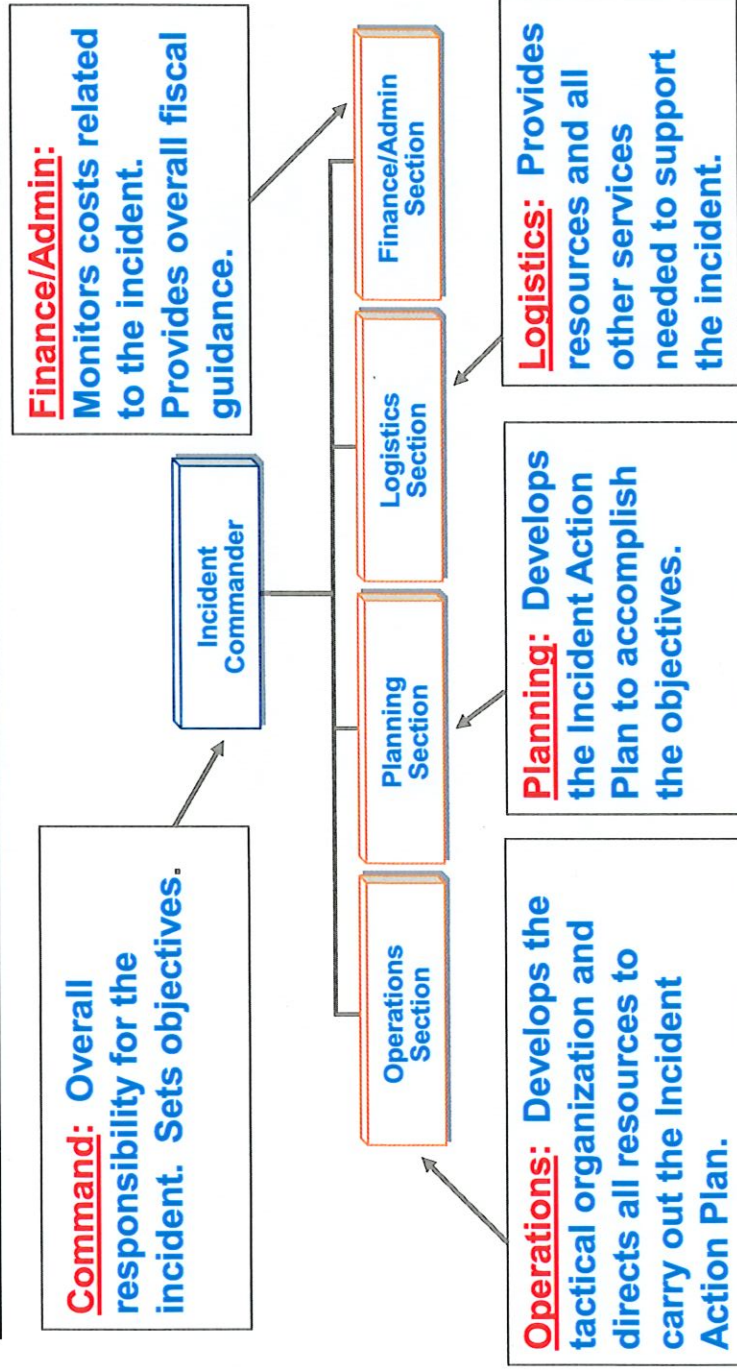 Command: Overall
responsibility for the
incident. Sets objectives.
Finance/Admin:
Monitors costs related
to the incident.
Provides overall fiscal
guidance.
Incident
Commander
Operations
Section
Planning
Section
Logistics
Section
Finance/Admin
Section
Operations: Develops the
tactical organization and
directs all resources to
carry out the Incident
Action Plan.
Planning: Develops
the Incident Action
Plan to accomplish
the objectives.
Logistics: Provides
resources and all
other services
needed to support
the incident.